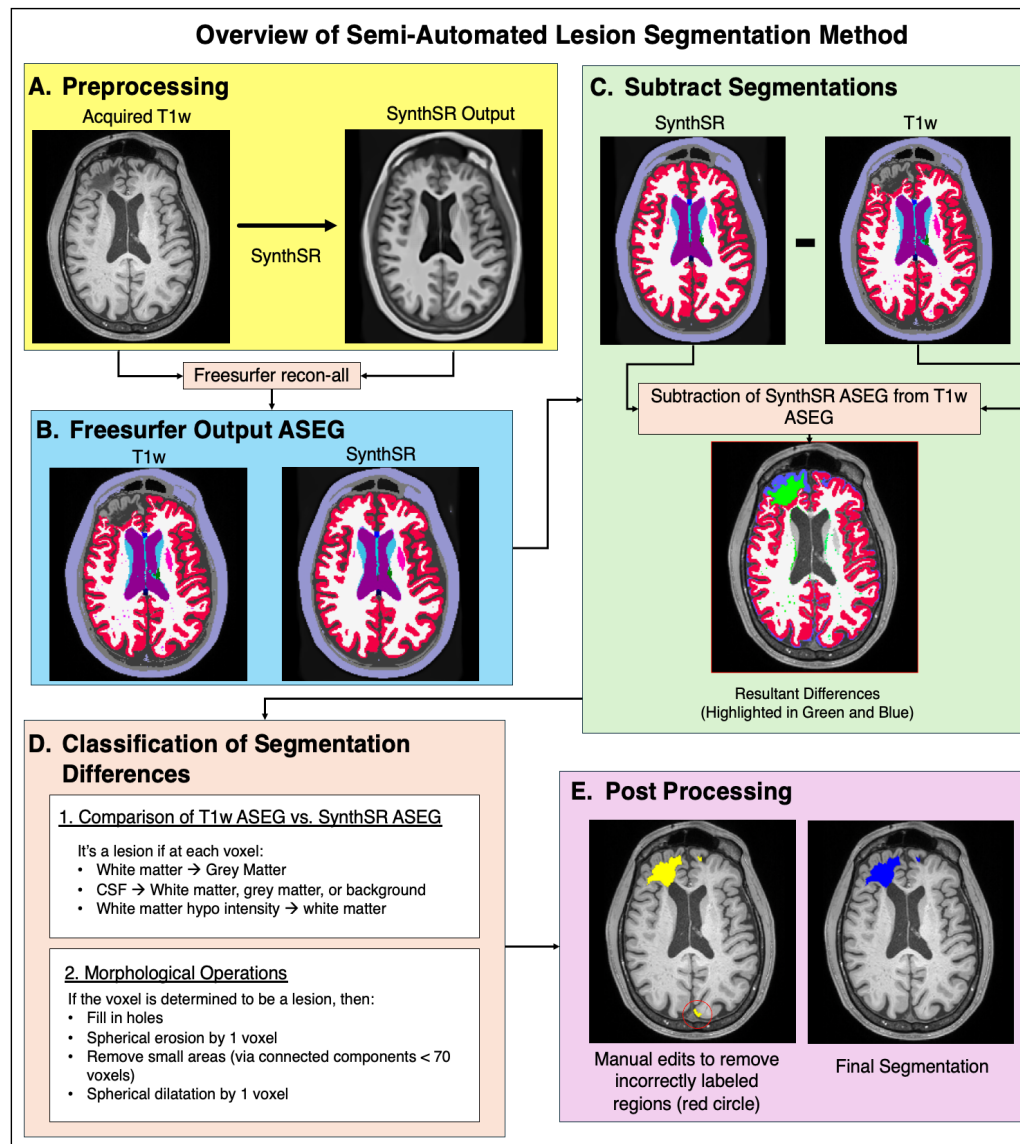 Overview of Semi-Automated Lesion Segmentation Method
A. Preprocessing
Acquired T1w
SynthSR Output
SynthSR
Freesurfer recon-all
B. Freesurfer Output ASEG
T1w
SynthSR
C. Subtract Segmentations
SynthSR
T1w
-
Subtraction of SynthSR ASEG from T1w
ASEG
Resultant Differences
(Highlighted in Green and Blue)
D. Classification of Segmentation
Differences
1. Comparison of T1w ASEG vs. SynthSR ASEG
It's a lesion if at each voxel:
• White matter → Grey Matter
• CSF → White matter, grey matter, or background
• White matter hypo intensity → white matter
2. Morphological Operations
If the voxel is determined to be a lesion, then:
• Fill in holes
• Spherical erosion by 1 voxel
• Remove small areas (via connected components < 70
voxels)
• Spherical dilatation by 1 voxel
E. Post Processing
Manual edits to remove
incorrectly labeled
regions (red circle)
Final Segmentation